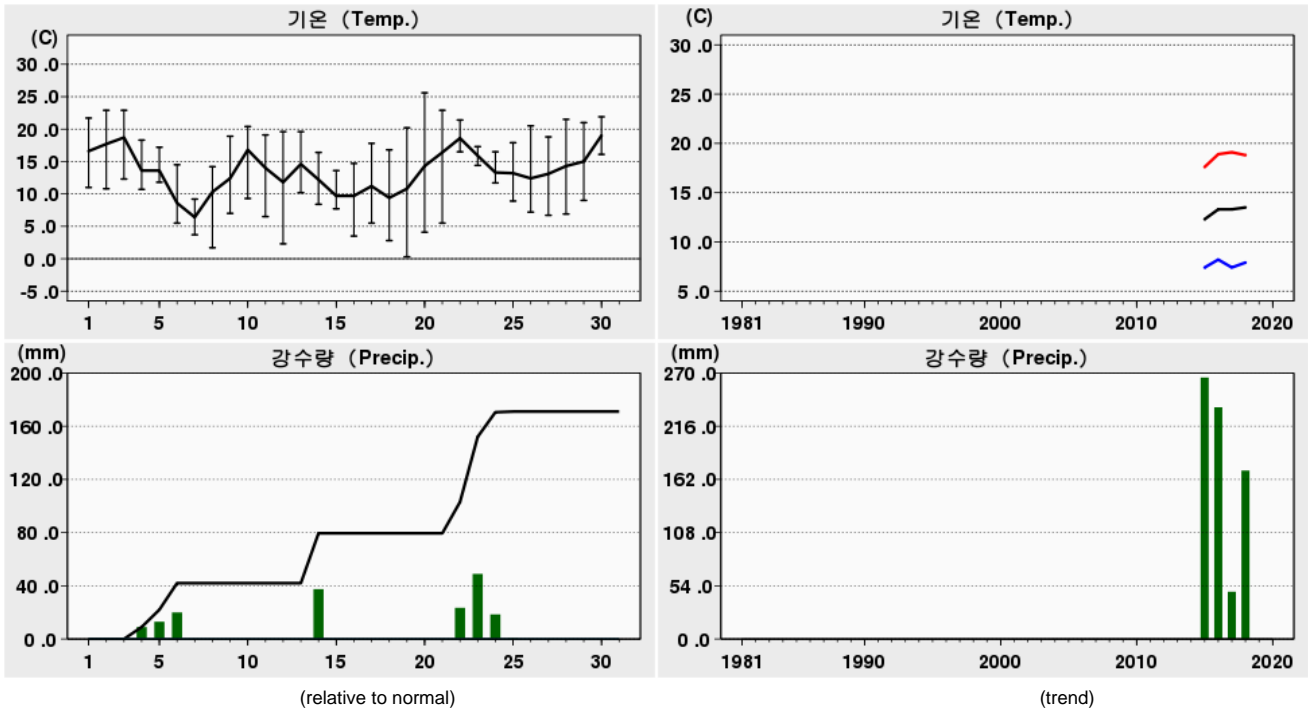 기온 (Temp.)
(C)
30 .0
25 .0
20 .0
15 .0
10 .0
5 .0
0 .0
-5 .0
1 5 10 15 20 25 30
기온 (Temp.)
(C)
30 .0
25 .0
20 .0
15 .0
10 .0
5 .0
1981 1990 2000 2010 2020
강수량 (Precip.)
(mm)
200 .0
160 .0
120 .0
80 .0
40 .0
0 .0
1 5 10 15 20 25 30
(relative to normal)
강수량 (Precip.)
(mm)
270 .0
216 .0
162 .0
108 .0
54 .0
0 .0
1981 1990 2000 2010 2020
(trend)